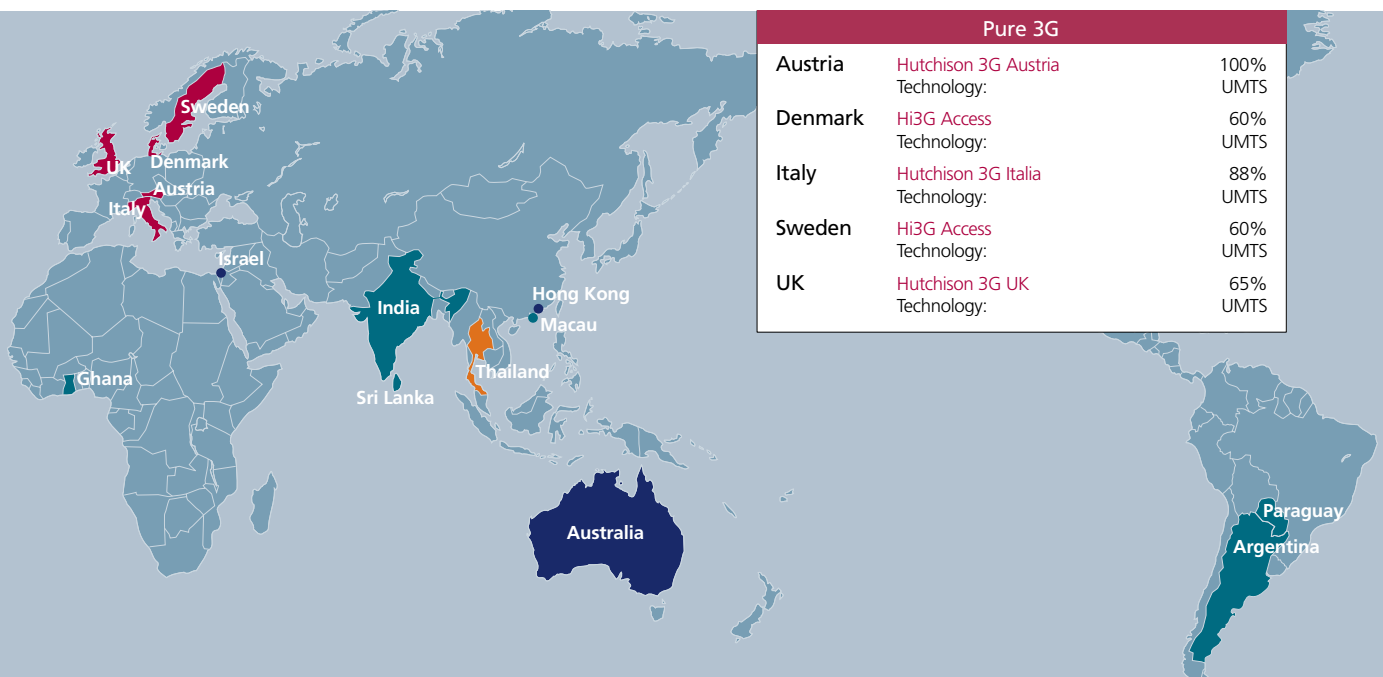 Pure 3G
Austria Hutchison 3G Austria 100%
Technology: UMTS
Denmark Hi3G Access 60%
Technology: UMTS
Italy Hutchison 3G Italia 88%
Technology: UMTS
Sweden Hi3G Access 60%
Technology: UMTS
UK Hutchison 3G UK 65%
Technology: UMTS
Sweden
UK
Denmark
Austria
Italy
Israel
India
Hong Kong
Macau
Ghana
Thailand
Sri Lanka
Australia
Paraguay
Argentina